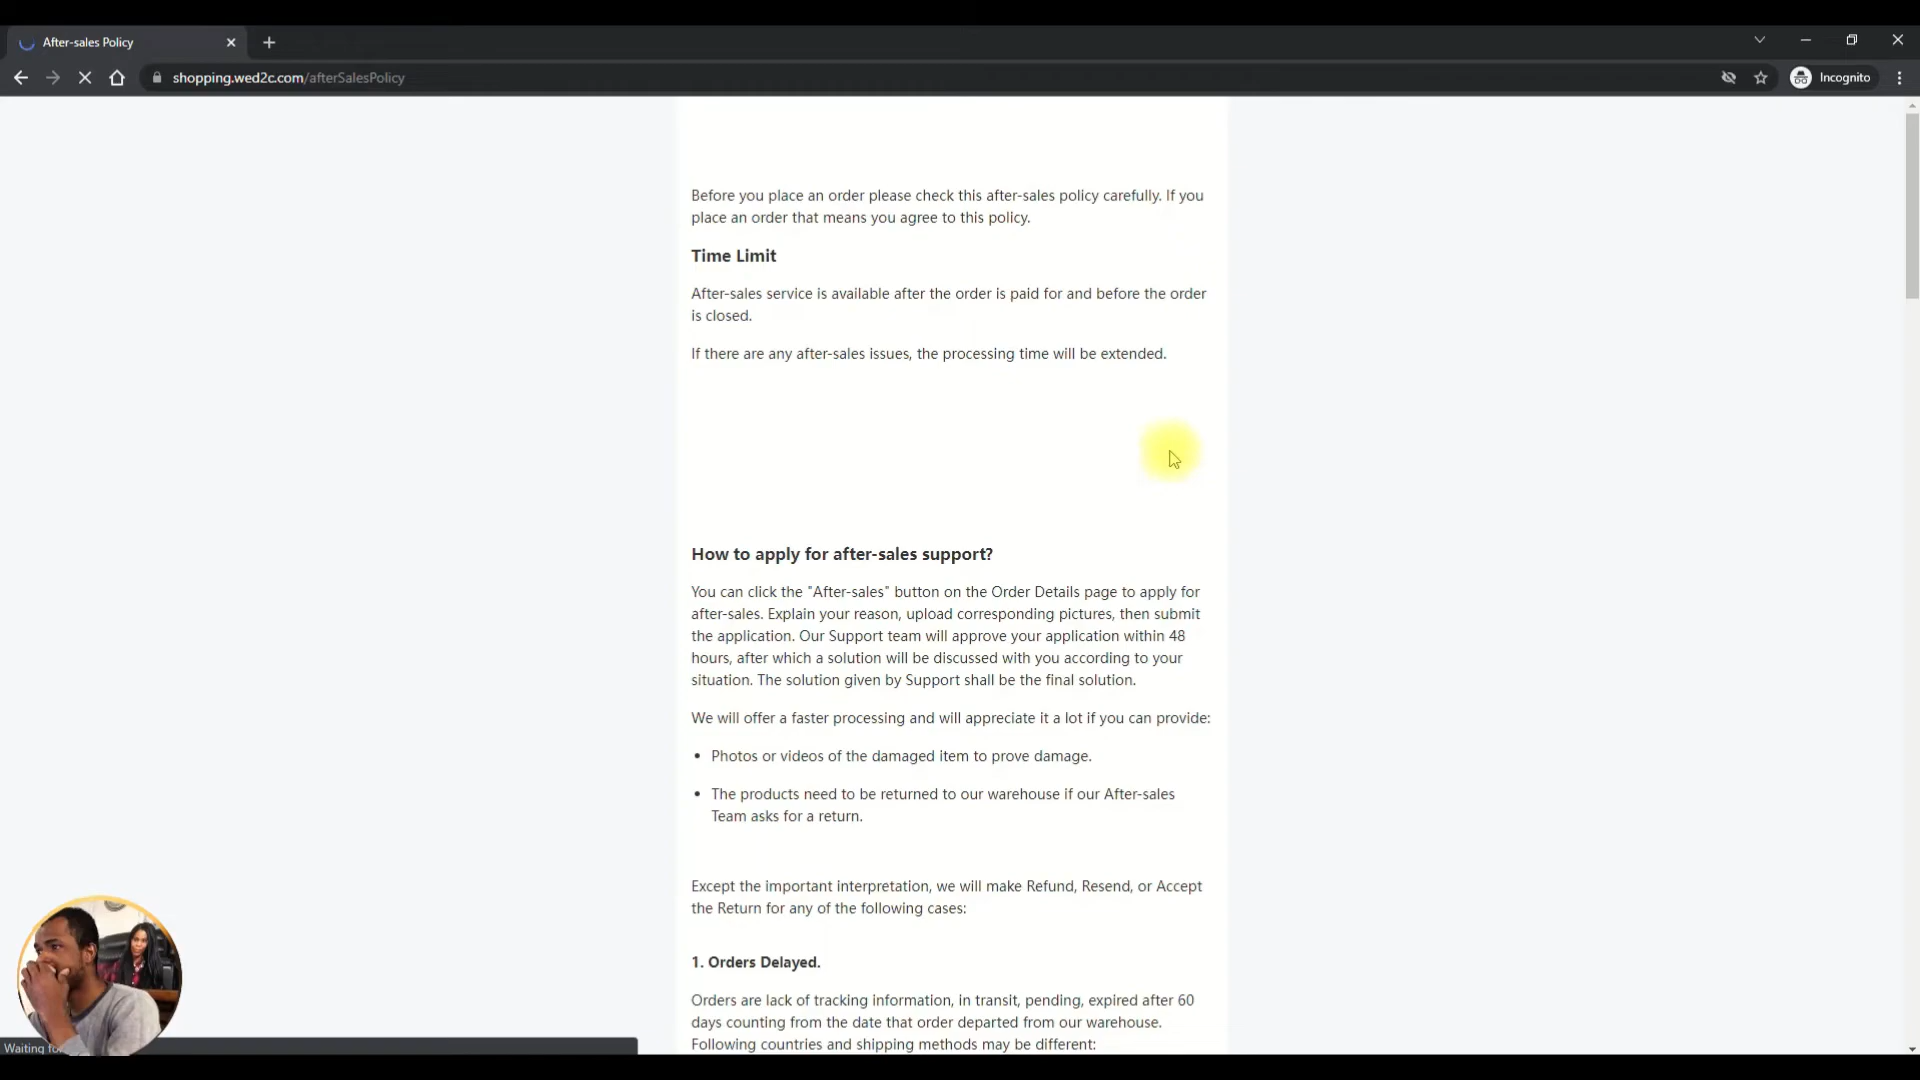 After-sales Policy
shopping.wed2c.com/afterSalesPolicy
Incognito
Before you place an order please check this after-sales policy carefully. If you
place an order that means you agree to this policy.
Time Limit
After-sales service is available after the order is paid for and before the order
is closed.
If there are any after-sales issues, the processing time will be extended.
How to apply for after-sales support?
You can click the "After-sales" button on the Order Details page to apply for
after-sales. Explain your reason, upload corresponding pictures, then submit
the application. Our Support team will approve your application within 48
hours, after which a solution will be discussed with you according to your
situation. The solution given by Support shall be the final solution.
We will offer a faster processing and will appreciate it a lot if you can provide:
• Photos or videos of the damaged item to prove damage.
• The products need to be returned to our warehouse if our After-sales
Team asks for a return.
Except the important interpretation, we will make Refund, Resend, or Accept
the Return for any of the following cases:
1. Orders Delayed.
Orders are lack of tracking information, in transit, pending, expired after 60
days counting from the date that order departed from our warehouse.
Following countries and shipping methods may be different:
Waiting